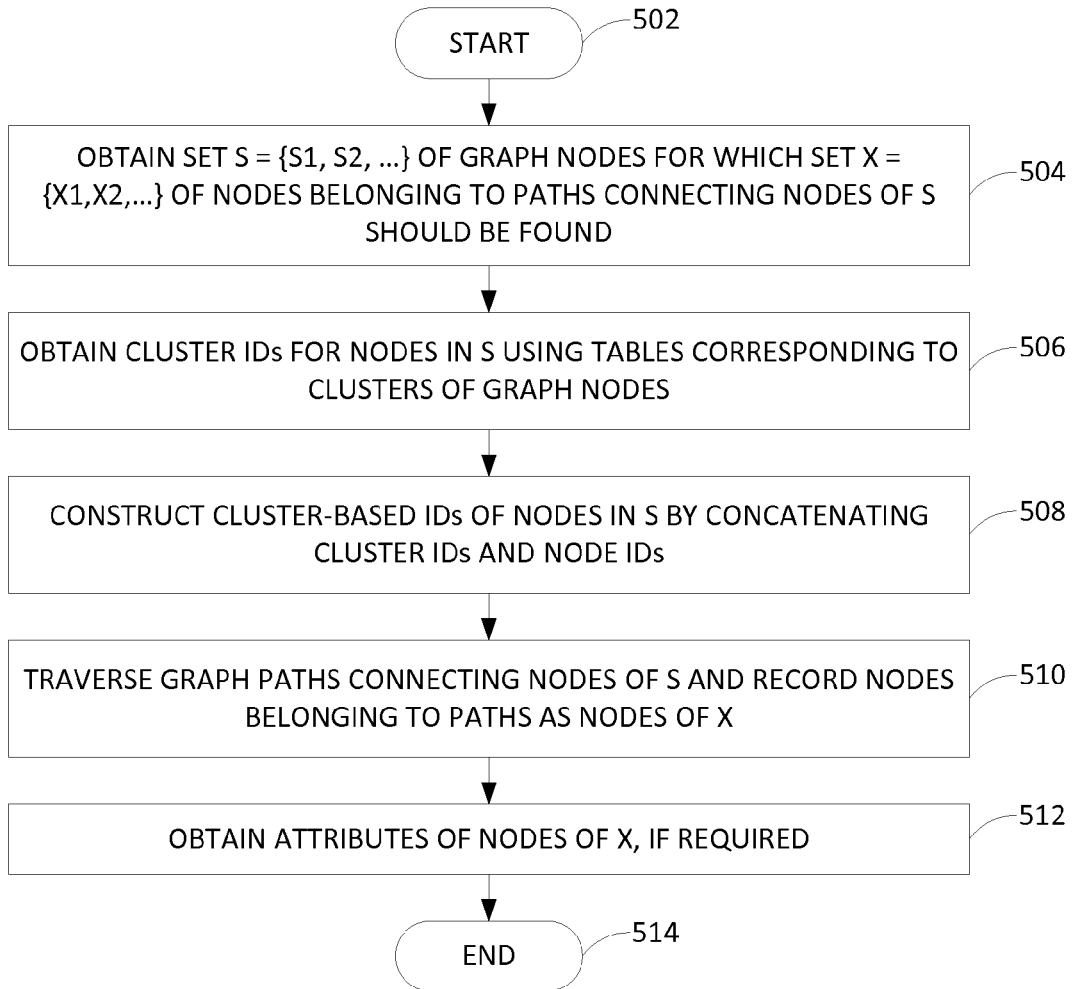 START
502
OBTAIN SET S = {S1, S2, ...} OF GRAPH NODES FOR WHICH SET X =
{X1,X2,...} OF NODES BELONGING TO PATHS CONNECTING NODES OF S
SHOULD BE FOUND
504
OBTAIN CLUSTER IDs FOR NODES IN S USING TABLES CORRESPONDING TO
CLUSTERS OF GRAPH NODES
506
CONSTRUCT CLUSTER-BASED IDs OF NODES IN S BY CONCATENATING
CLUSTER IDs AND NODE IDs
508
TRAVERSE GRAPH PATHS CONNECTING NODES OF S AND RECORD NODES
BELONGING TO PATHS AS NODES OF X
510
OBTAIN ATTRIBUTES OF NODES OF X, IF REQUIRED
512
END
514